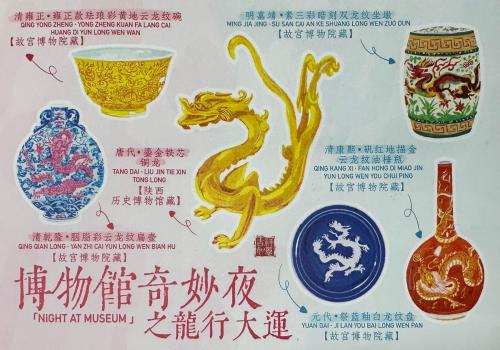 清雍正·雍正款珐琅彩黄地云龙纹碗
QING YONG ZHENG · YONG ZHENG KUAN FA LANG CAI
HUANG DI YUN LONG WEN WAN
【故宫博物院藏】
明嘉靖·素三彩暗刻双龙纹坐墩
MING JIA JING · SU SAN CAI AN KE SHUANG LONG WEN ZUO DUN
【故宫博物院藏】
唐代·鎏金铁芯
铜龙
TANG DAI · LIU JIN TIE XIN
TONG LONG
【陕西
历史博物馆藏】
清康熙·矾红地描金
云龙纹油锤瓶
QING KANG XI · FAN HONG DI MIAO JIN
YUN LONG WEN YOU CHUI PING
【故宫博物院藏】
清乾隆·胭脂彩云龙纹扁壶
QING QIAN LONG · YAN ZHI CAI YUN LONG WEN BIAN HU
【故宫博物院藏】
博物館奇妙夜
「NIGHT AT MUSEUM」之龍行大運
元代·祭蓝釉白龙纹盘
YUAN DAI · JI LAN YOU BAI LONG WEN PAN
【故宫博物院藏】